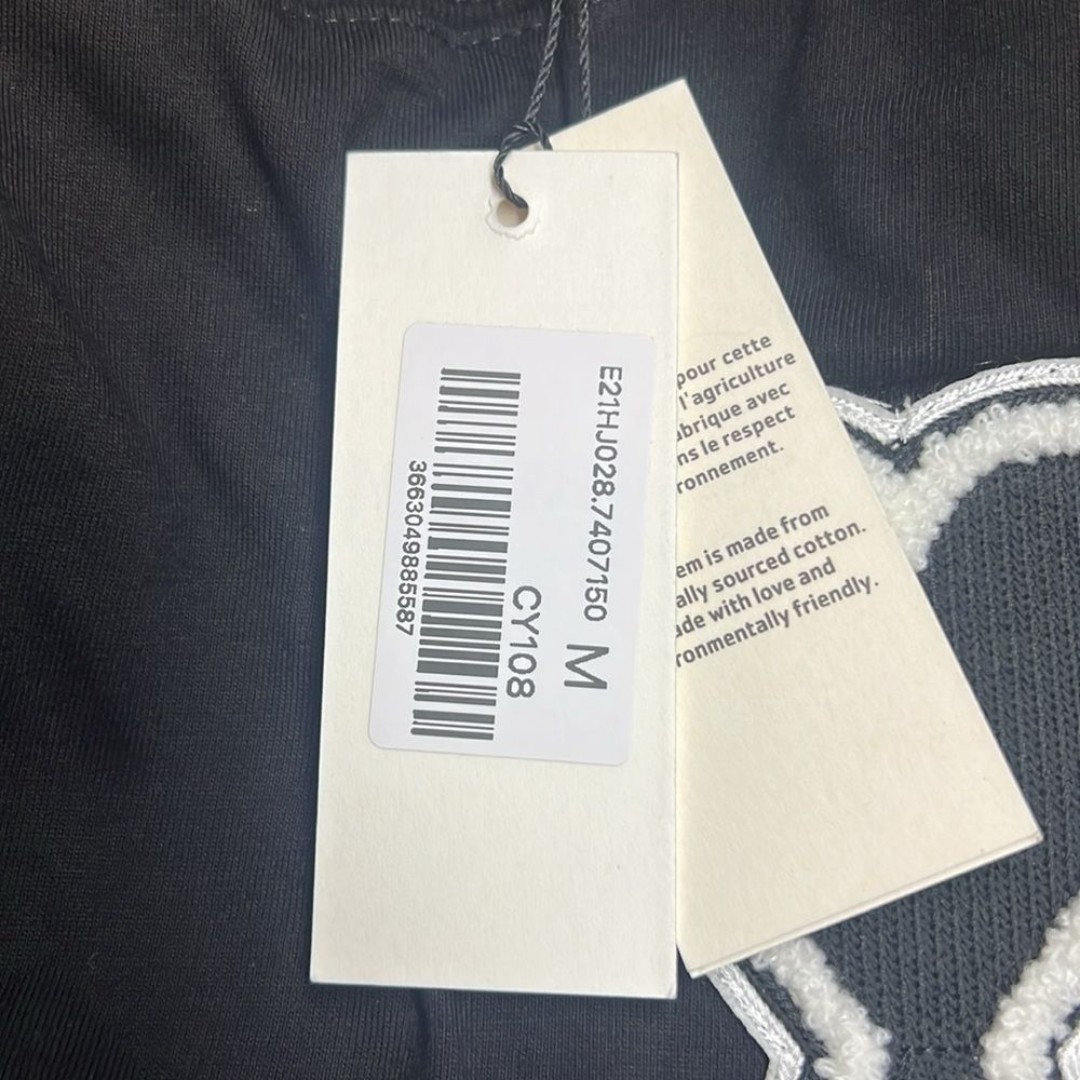 E21HJ028.7407150 M
CY108
3663049885587
pour cette
l'agriculture
brique avec
ns le respect
ronnement.
em is made from
ally sourced cotton.
ade with love and
ronmentally friendly.